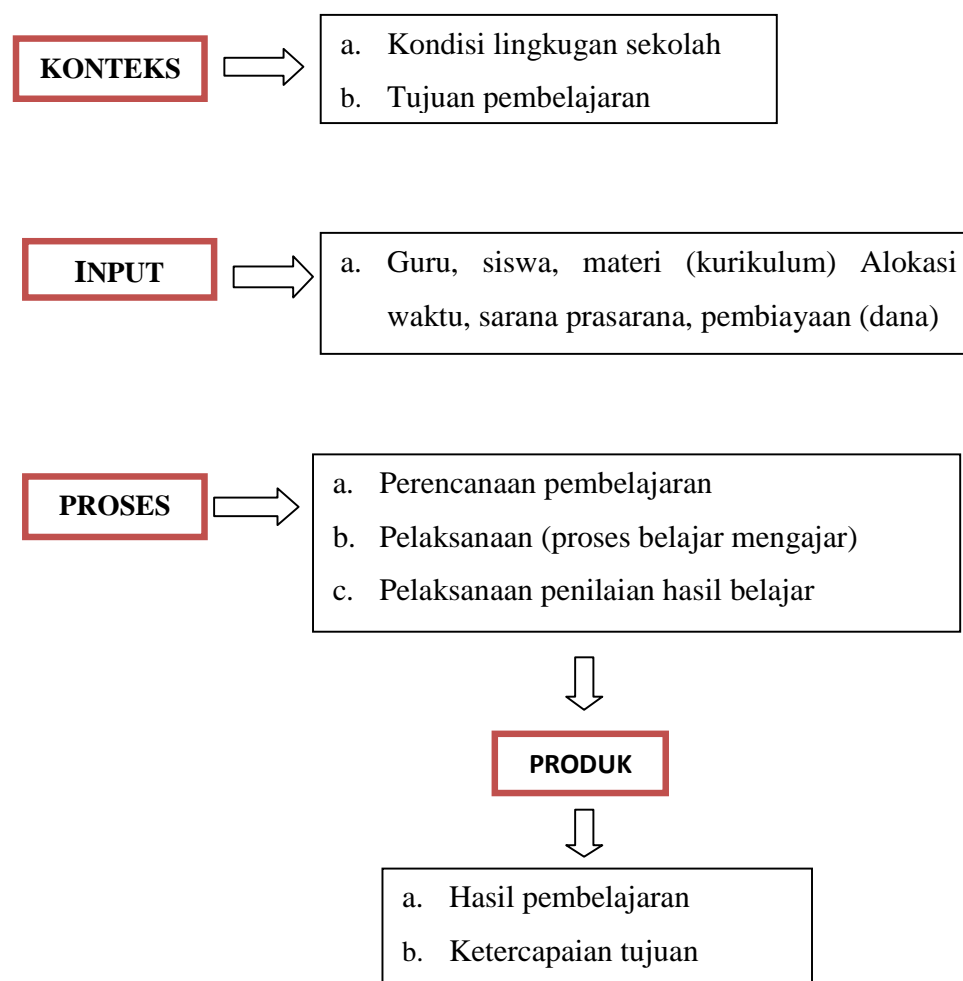 KONTEKS
a. Kondisi lingkugan sekolah
b. Tujuan pembelajaran
INPUT
a. Guru, siswa, materi (kurikulum) Alokasi
waktu, sarana prasarana, pembiayaan (dana)
PROSES
a. Perencanaan pembelajaran
b. Pelaksanaan (proses belajar mengajar)
c. Pelaksanaan penilaian hasil belajar
PRODUK
a. Hasil pembelajaran
b. Ketercapaian tujuan